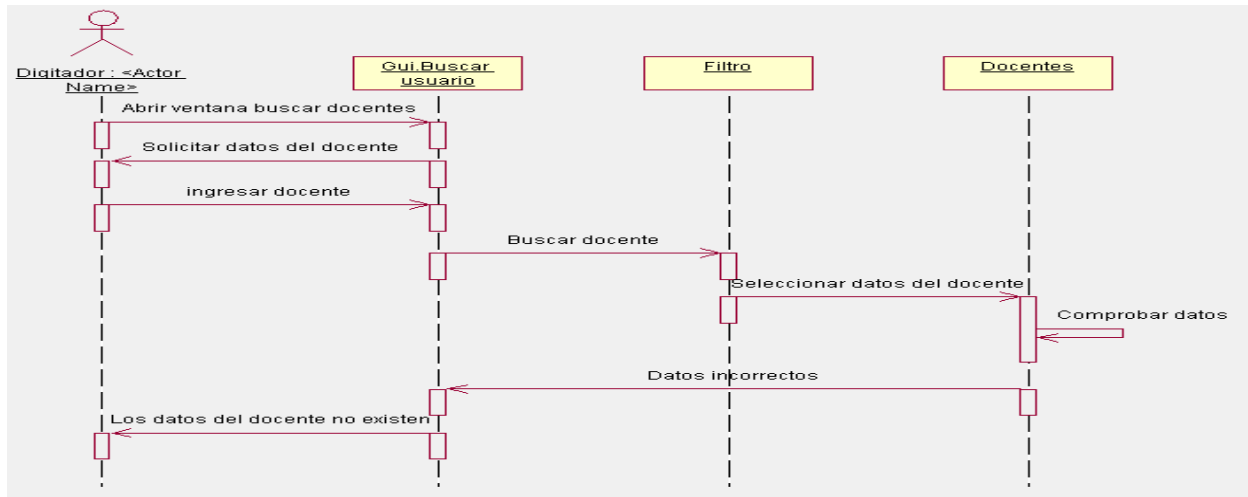 Digitador : <Actor
Name>
Gui.Buscar
usuario
Filtro
Docentes
Abrir ventana buscar docentes
Solicitar datos del docente
ingresar docente
Buscar docente
Seleccionar datos del docente
Comprobar datos
Datos incorrectos
Los datos del docente no existen